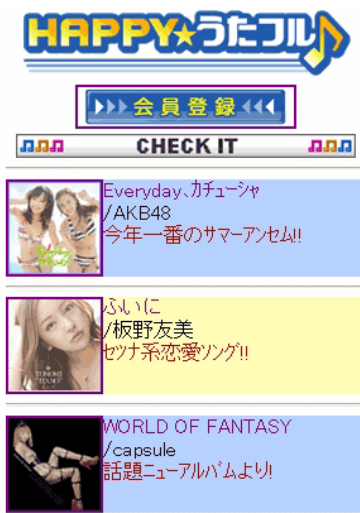 HAPPY★うたフル♪
会員登録
CHECK IT
Everyday、カチューシャ
/AKB48
今年一番のサマーアンセム!!
ふいに
/板野友美
セツナ系恋愛ソング!!
TOMOMI
ITANO
WORLD OF FANTASY
/capsule
話題ニューアルバムより!